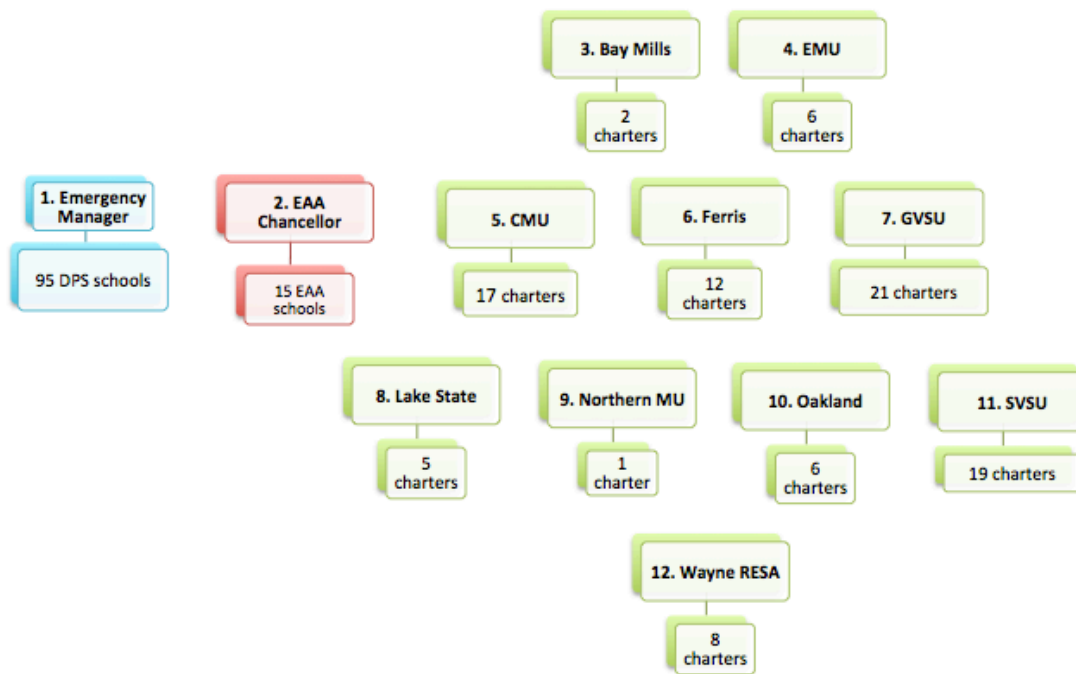 3. Bay Mills
4. EMU
2
charters
6
charters
1. Emergency
Manager
95 DPS schools
2. EAA
Chancellor
15 EAA
schools
5. CMU
17 charters
6. Ferris
12
charters
7. GVSU
21 charters
8. Lake State
5
charters
9. Northern MU
1
charter
10. Oakland
6
charters
11. SVSU
19 charters
12. Wayne RESA
8
charters